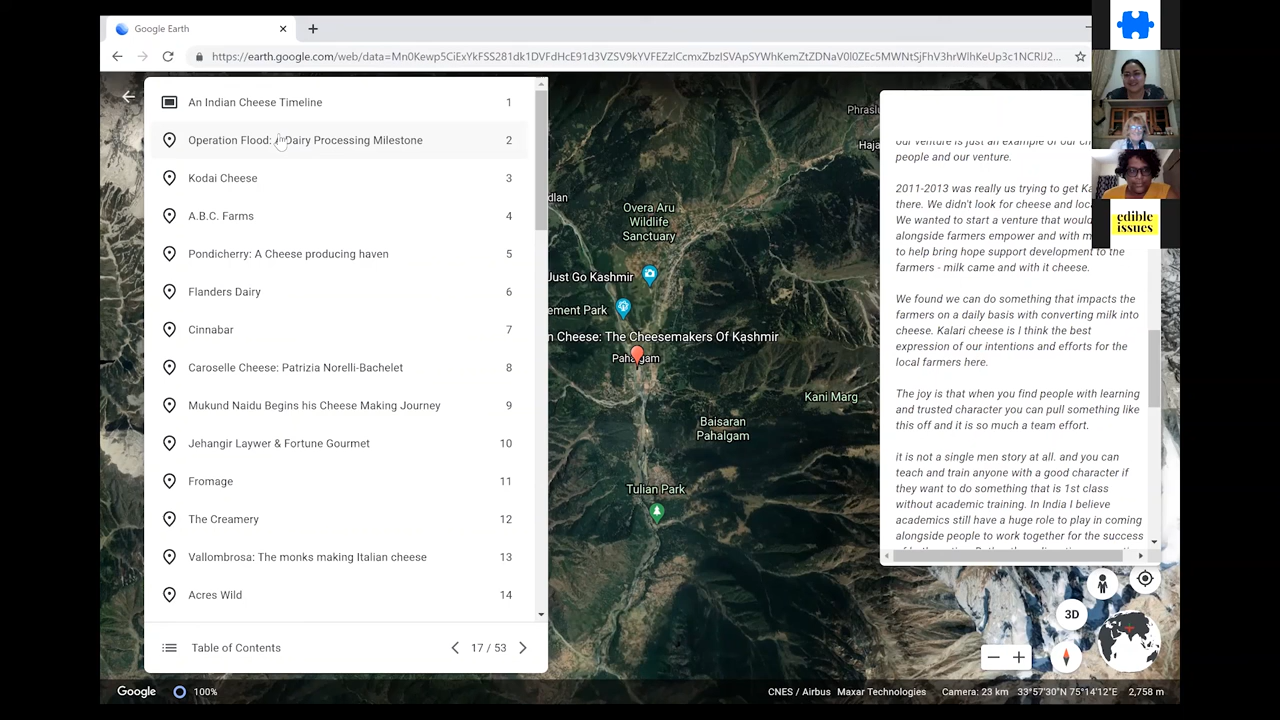 Google Earth
https://earth.google.com/web/data=
An Indian Cheese Timeline 1
Operation Flood: A Dairy Processing Milestone 2
Kodai Cheese 3
A.B.C. Farms 4
Pondicherry: A Cheese producing haven 5
Flanders Dairy 6
Cinnabar 7
Caroselle Cheese: Patrizia Norelli-Bachelet 8
Mukund Naidu Begins his Cheese Making Journey 9
Jehangir Laywer & Fortune Gourmet 10
Fromage 11
The Creamery 12
Vallombrosa: The monks making Italian cheese 13
Acres Wild 14
Table of Contents 17 / 53
Phraslu
Haja
dlan
Overa Aru
Wildlife
Sanctuary
Just Go Kashmir
ement Park
n Cheese: The Cheesemakers Of Kashmir
Pahalgam
Kani Marg
Baisaran
Pahalgam
Tulian Park
our venture is just an example of our ch
people and our venture.
2011-2013 was really us trying to get Ka
there. We didn't look for cheese and loca
We wanted to start a venture that would
alongside farmers empower and with m
to help bring hope support development to the
farmers - milk came and with it cheese.
We found we can do something that impacts the
farmers on a daily basis with converting milk into
cheese. Kalari cheese is I think the best
expression of our intentions and efforts for the
local farmers here.
The joy is that when you find people with learning
and trusted character you can pull something like
this off and it is so much a team effort.
it is not a single men story at all. and you can
teach and train anyone with a good character if
they want to do something that is 1st class
without academic training. In India I believe
academics still have a huge role to play in coming
alongside people to work together for the success
edible
issues
3D
Google 100%
CNES / Airbus Maxar Technologies Camera: 23 km 33°57'30"N 75°14'12"E 2,758 m